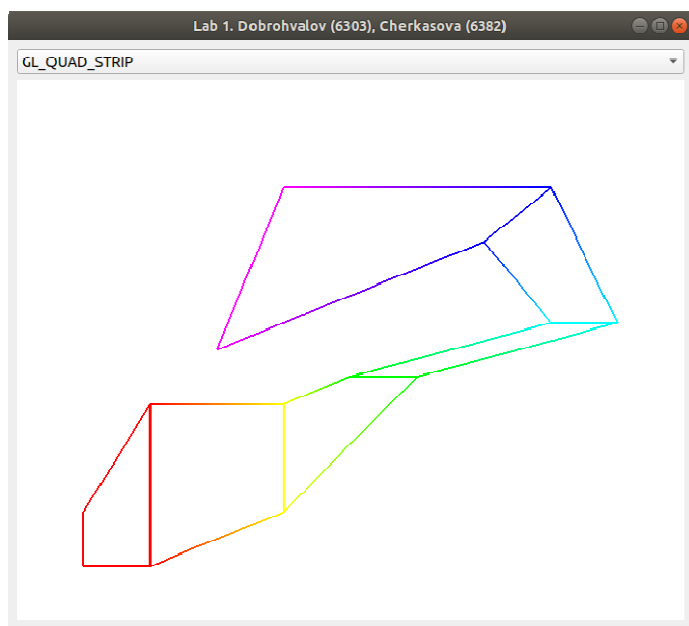 Lab 1. Dobrohvalov (6303), Cherkasova (6382)
GL_QUAD_STRIP